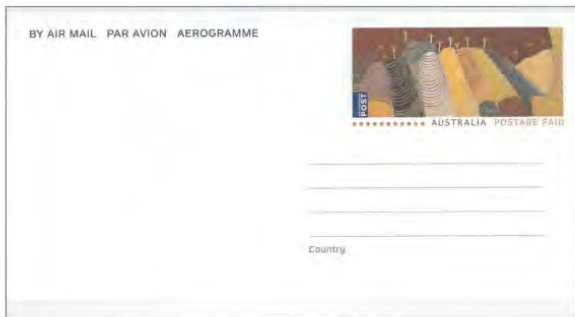 BY AIR MAIL PAR AVION AEROGRAMME
POST
AUSTRALIA POSTAGE PAID
Country